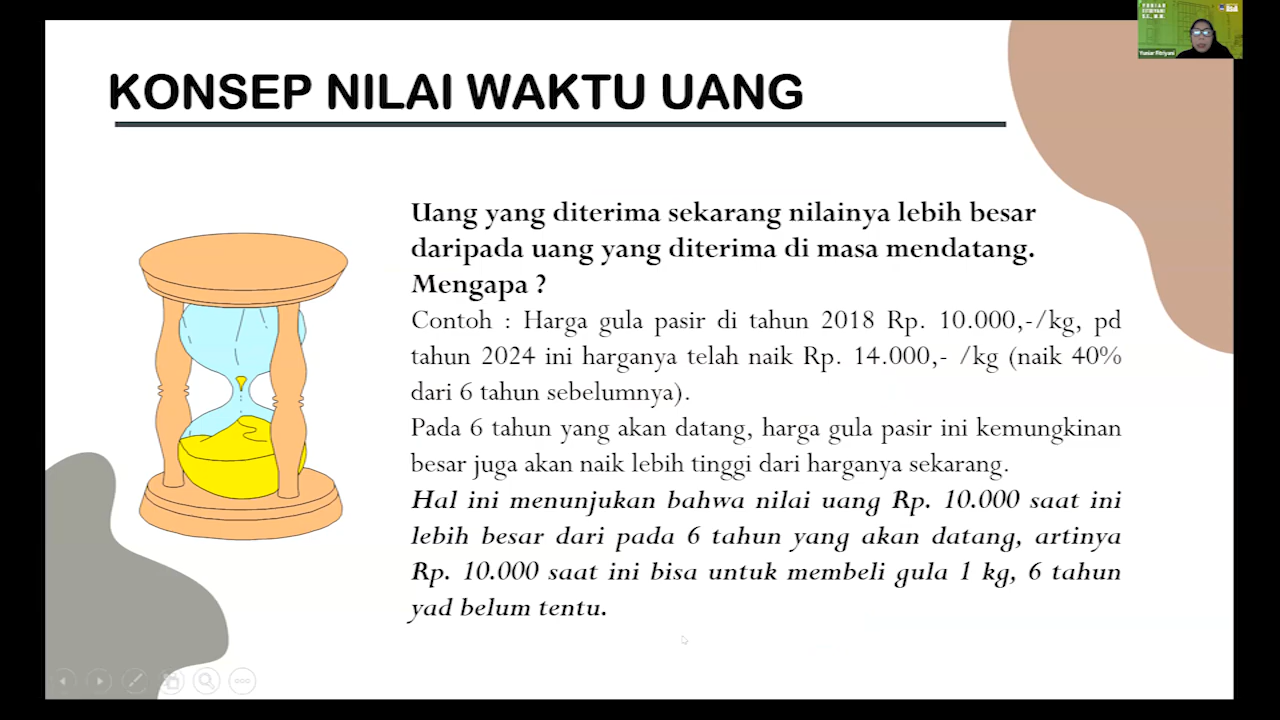 YUNIAR
FITRIYANI
S.E., M.M.
Yuniar Fitriyani
KONSEP NILAI WAKTU UANG
Uang yang diterima sekarang nilainya lebih besar
daripada uang yang diterima di masa mendatang.
Mengapa ?
Contoh : Harga gula pasir di tahun 2018 Rp. 10.000,-/kg, pd
tahun 2024 ini harganya telah naik Rp. 14.000,- /kg (naik 40%
dari 6 tahun sebelumnya).
Pada 6 tahun yang akan datang, harga gula pasir ini kemungkinan
besar juga akan naik lebih tinggi dari harganya sekarang.
Hal ini menunjukan bahwa nilai uang Rp. 10.000 saat ini
lebih besar dari pada 6 tahun yang akan datang, artinya
Rp. 10.000 saat ini bisa untuk membeli gula 1 kg, 6 tahun
yad belum tentu.